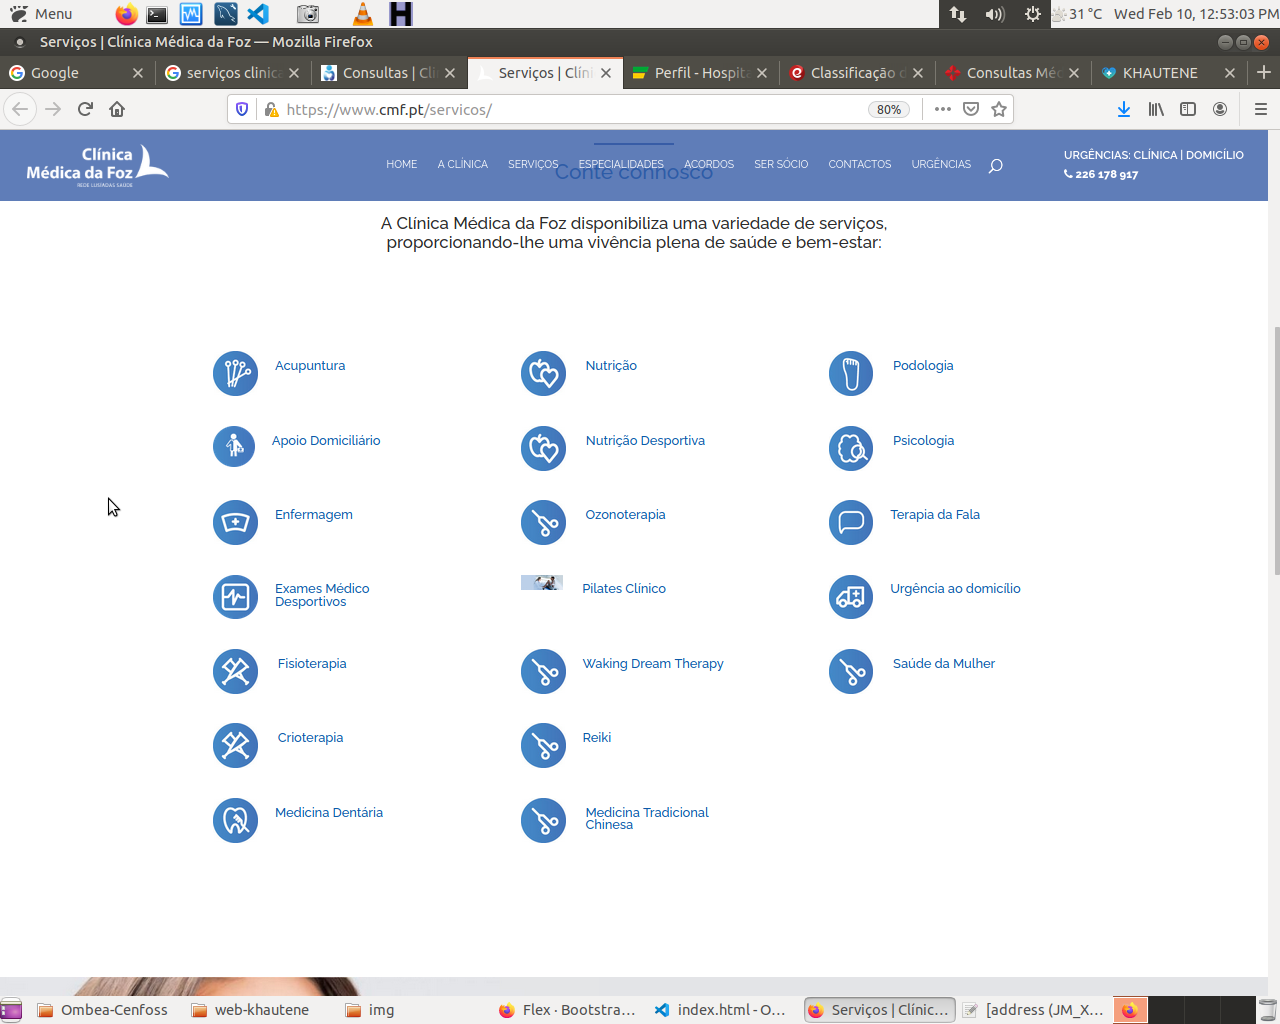 Menu
31 °C Wed Feb 10, 12:53:03 PM
Serviços | Clínica Médica da Foz — Mozilla Firefox
Google
serviços clinica
Consultas | Cli
Serviços | Clíni
Perfil - Hospita
Classificação d
Consultas Méd
KHAUTENE
https://www.cmf.pt/servicos/
80%
Clínica
Médica da Foz
REDE LUSÍADAS SAÚDE
HOME
A CLÍNICA
SERVIÇOS
ESPECIALIDADES
ACORDOS
SER SÓCIO
CONTACTOS
URGÊNCIAS
URGÊNCIAS: CLÍNICA | DOMICÍLIO
226 178 917
Conte connosco
A Clínica Médica da Foz disponibiliza uma variedade de serviços,
proporcionando-lhe uma vivência plena de saúde e bem-estar:
Acupuntura
Nutrição
Podologia
Apoio Domiciliário
Nutrição Desportiva
Psicologia
Enfermagem
Ozonoterapia
Terapia da Fala
Exames Médico
Desportivos
Pilates Clínico
Urgência ao domicílio
Fisioterapia
Waking Dream Therapy
Saúde da Mulher
Crioterapia
Reiki
Medicina Dentária
Medicina Tradicional
Chinesa
Ombea-Cenfoss
web-khautene
img
Flex · Bootstra...
index.html - O...
Serviços | Clínic...
[address (JM_X...